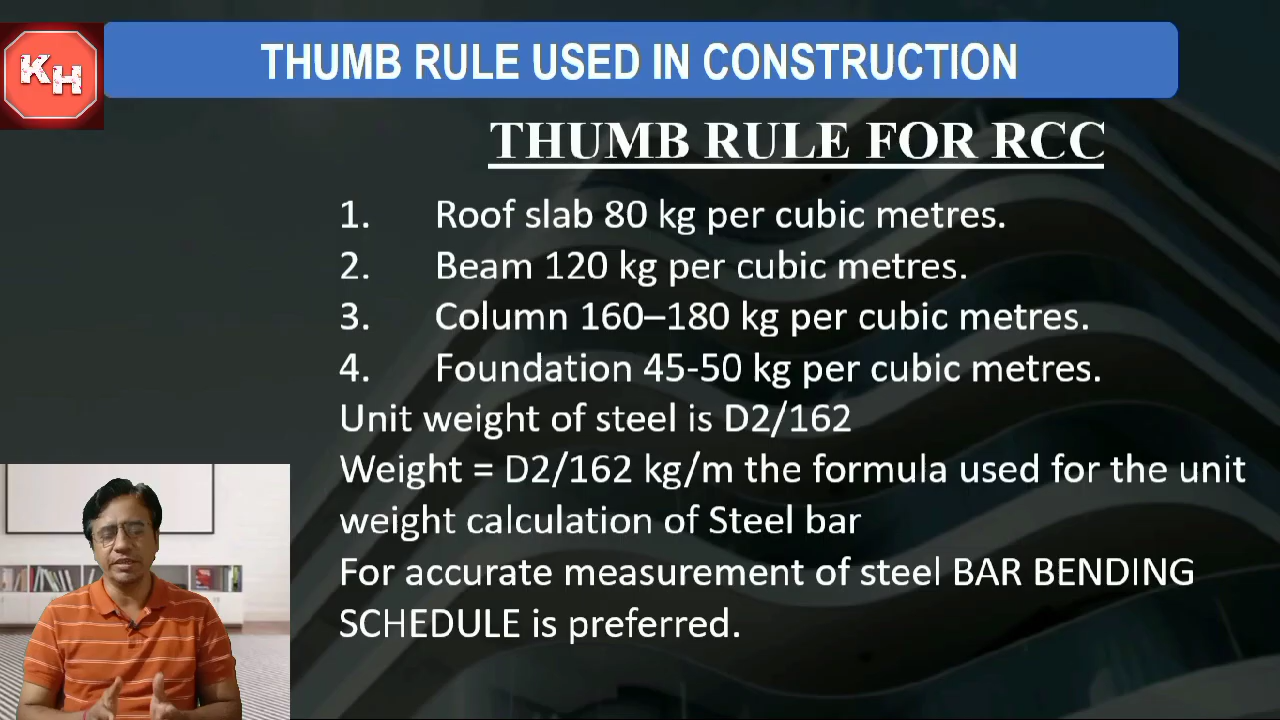 KH
THUMB RULE USED IN CONSTRUCTION
THUMB RULE FOR RCC
1. Roof slab 80 kg per cubic metres.
2. Beam 120 kg per cubic metres.
3. Column 160–180 kg per cubic metres.
4. Foundation 45-50 kg per cubic metres.
Unit weight of steel is D2/162
Weight = D2/162 kg/m the formula used for the unit
weight calculation of Steel bar
For accurate measurement of steel BAR BENDING
SCHEDULE is preferred.